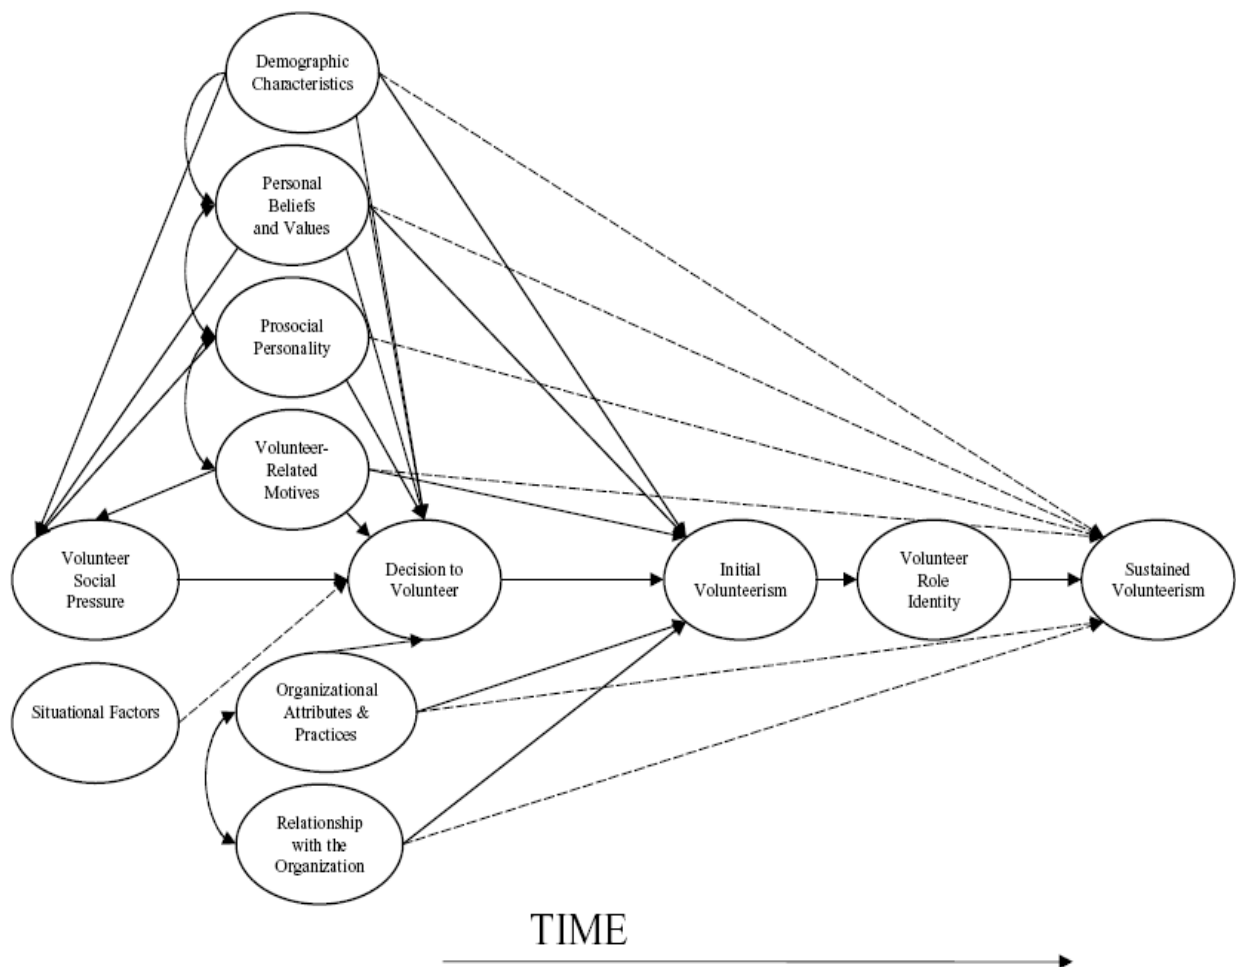 Demographic
Characteristics
Personal
Beliefs
and Values
Prosocial
Personality
Volunteer-
Related
Motives
Volunteer
Social
Pressure
Decision to
Volunteer
Initial
Volunteerism
Volunteer
Role
Identity
Sustained
Volunteerism
Situational Factors
Organizational
Attributes &
Practices
Relationship
with the
Organization
TIME